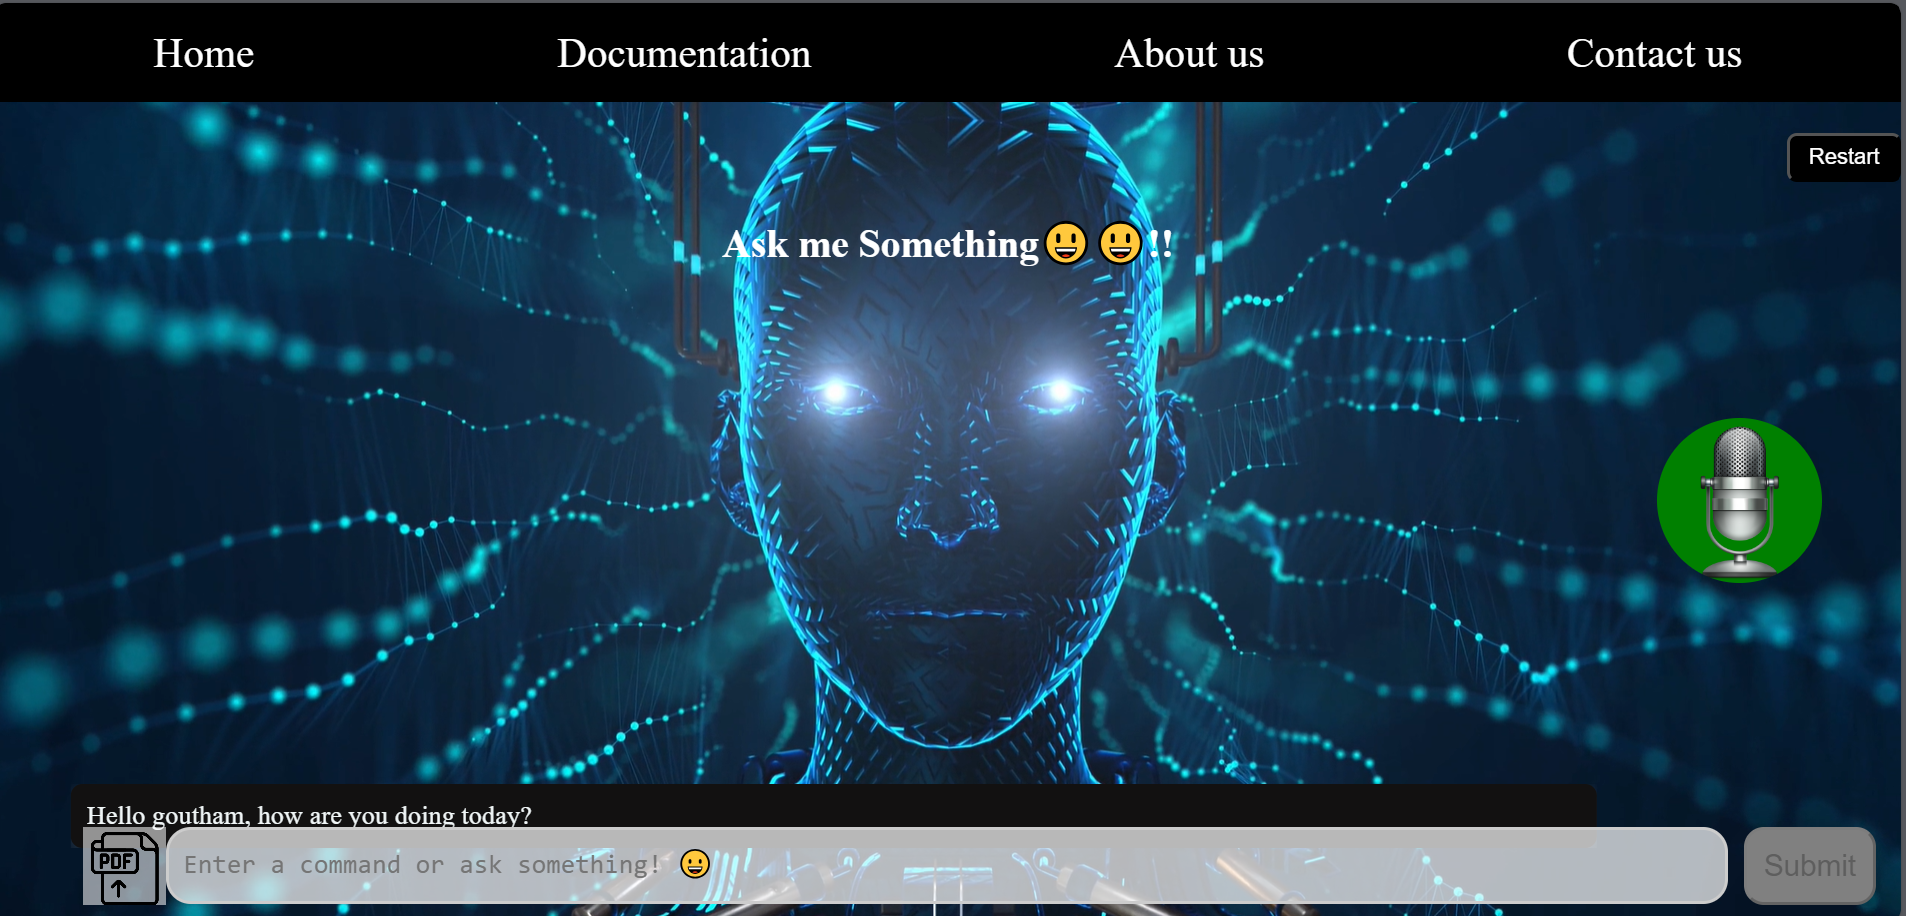 Home Documentation About us Contact us
Restart
Ask me Something😃😃!!
Hello goutham, how are you doing today?
PDF
Enter a command or ask something! 😃
Submit